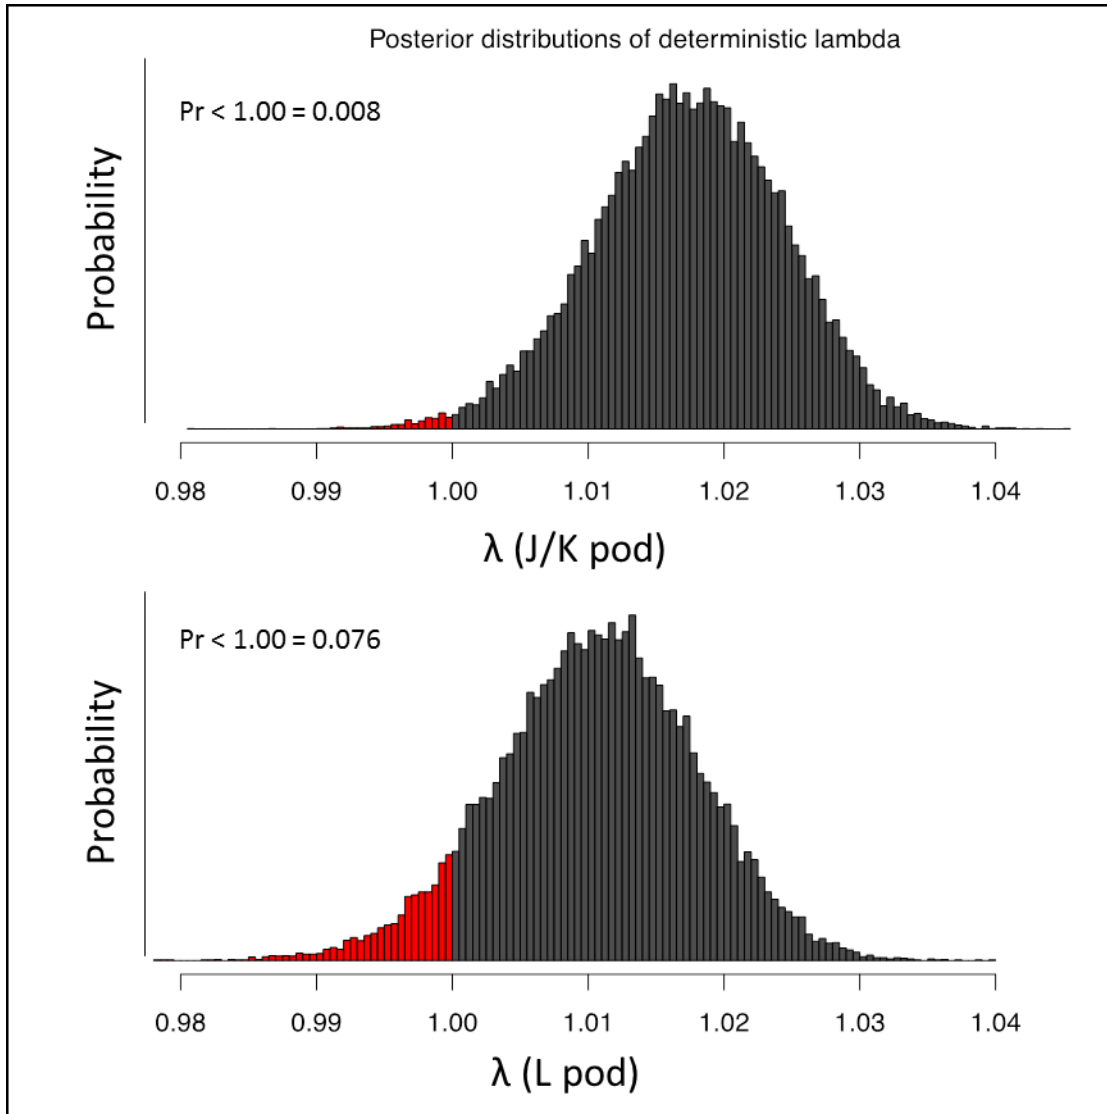 Posterior distributions of deterministic lambda
Pr < 1.00 = 0.008
Probability
0.98 0.99 1.00 1.01 1.02 1.03 1.04
λ (J/K pod)
Pr < 1.00 = 0.076
Probability
0.98 0.99 1.00 1.01 1.02 1.03 1.04
λ (L pod)